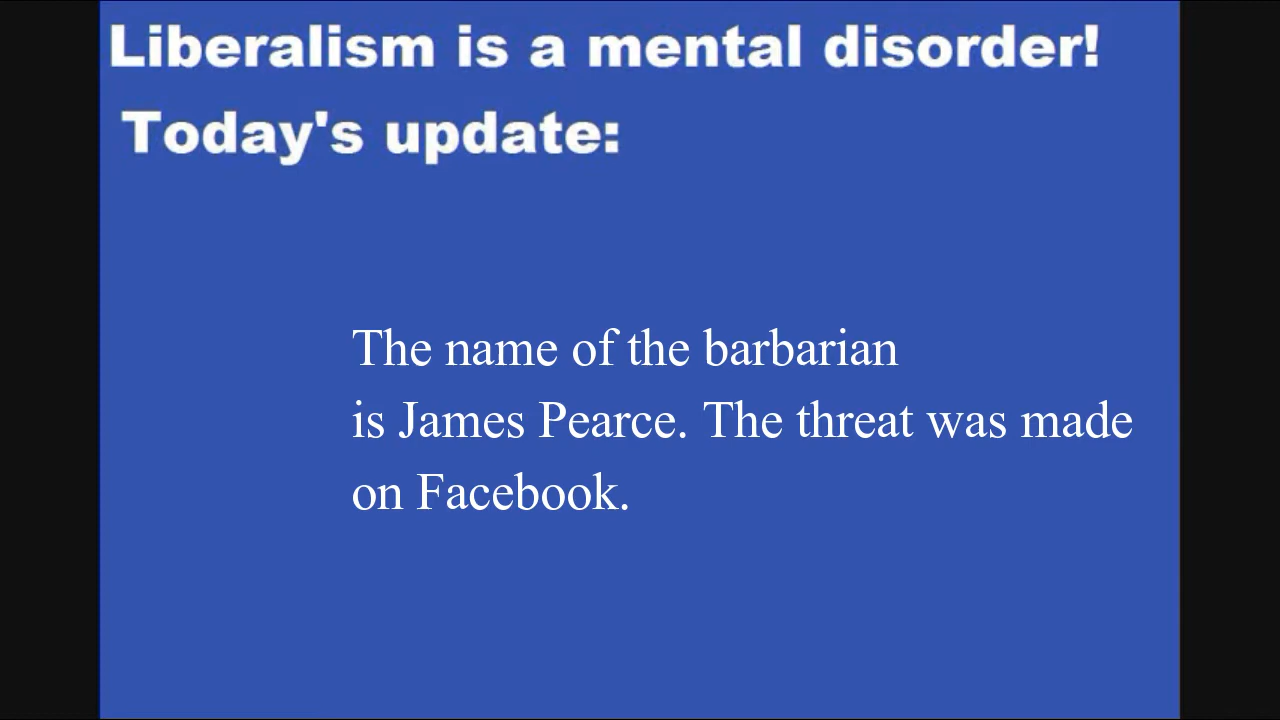 Liberalism is a mental disorder!
Today's update:
The name of the barbarian
is James Pearce. The threat was made
on Facebook.